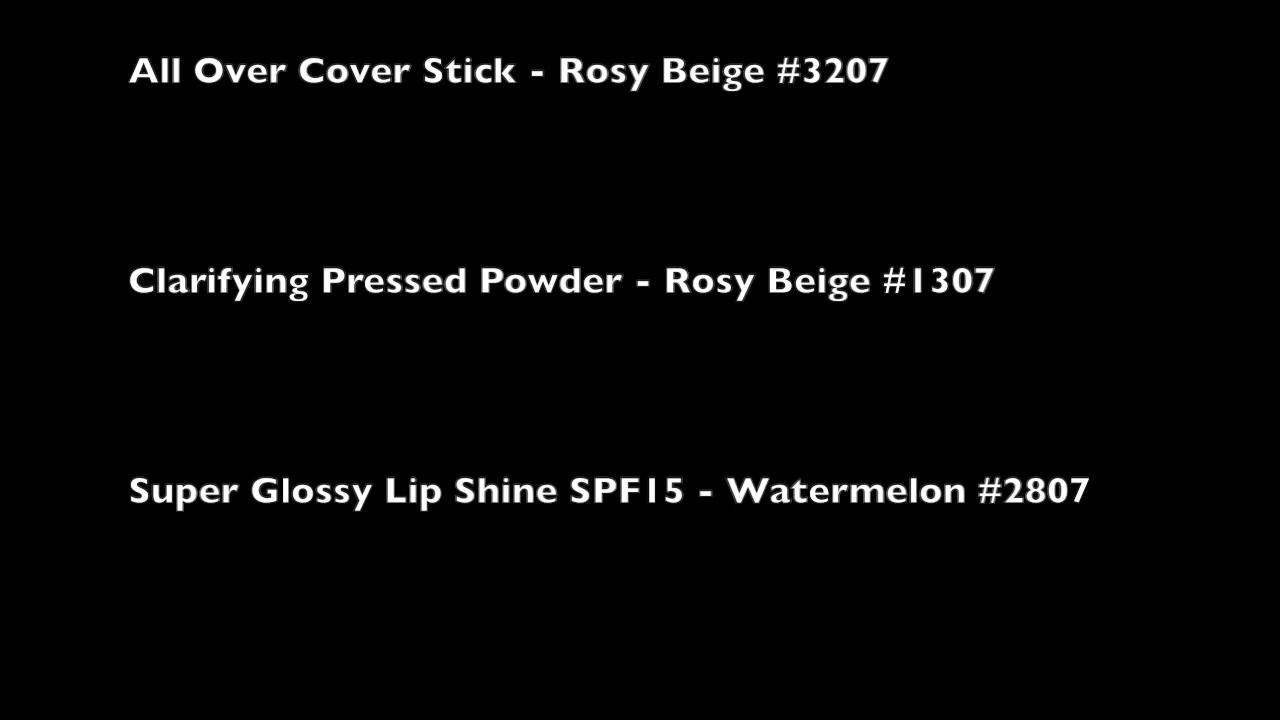 All Over Cover Stick - Rosy Beige #3207
Clarifying Pressed Powder - Rosy Beige #1307
Super Glossy Lip Shine SPF15 - Watermelon #2807